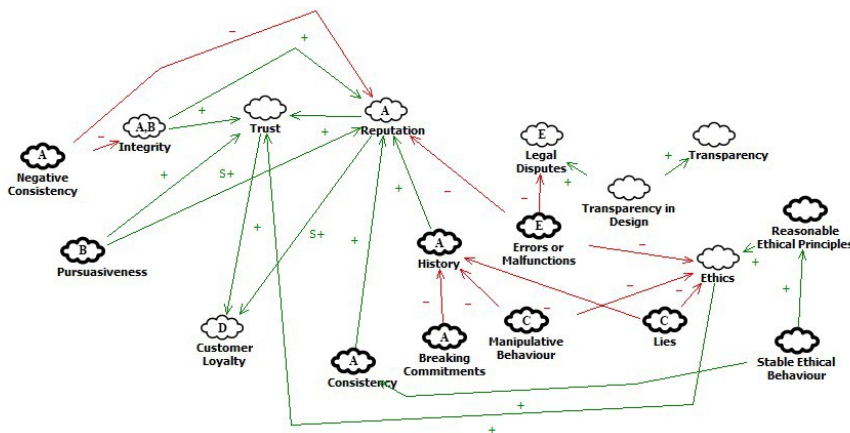 −
+
A
A,B
+
+
Trust
A
Reputation
E
Legal
Disputes
Transparency
A
−
Integrity
Negative
Consistency
+
S+
−
+
+
Transparency in
Design
Reasonable
Ethical Principles
−
E
Errors or
Malfunctions
B
Pursuasiveness
+
S+
+
+
A
History
−
Ethics
+
+
D
Customer
Loyalty
−
−
−
−
−
C
Manipulative
Behaviour
C
Lies
A
Breaking
Commitments
A
Consistency
Stable Ethical
Behaviour
+
+